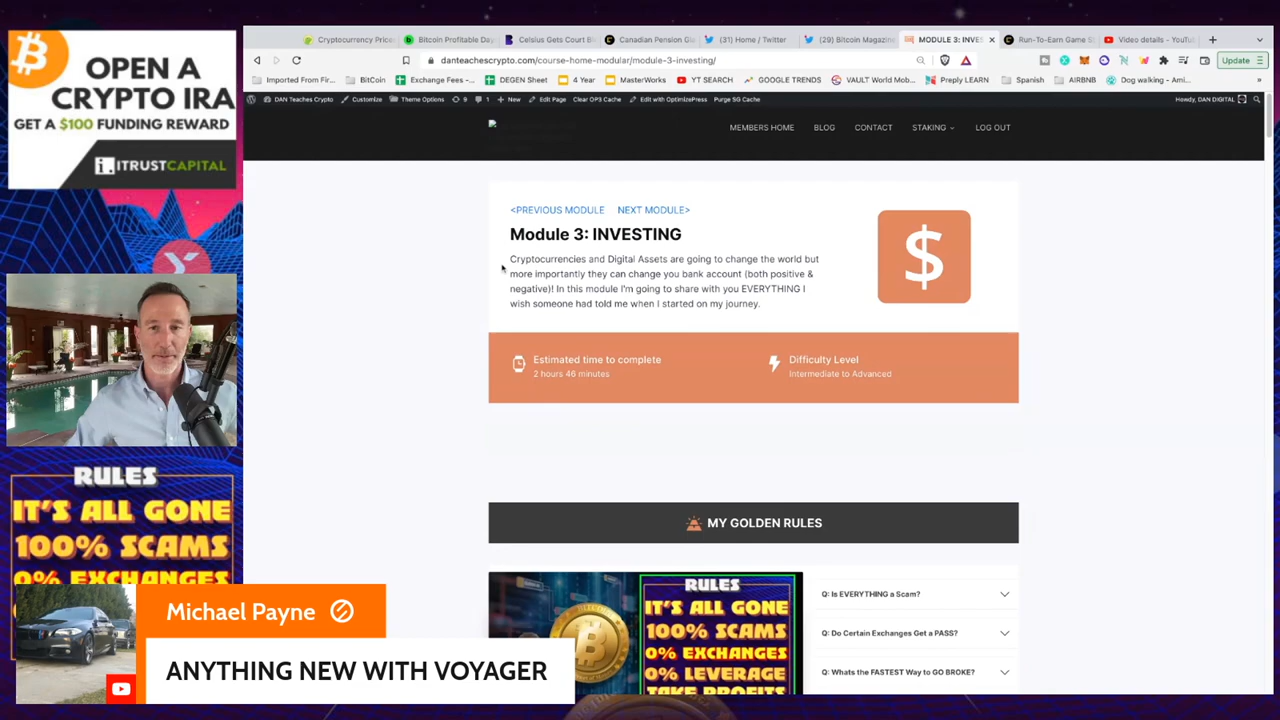 OPEN A
CRYPTO IRA
GET A $100 FUNDING REWARD
ITRUSTCAPITAL
RULES
IT'S ALL GONE
100% SCAMS
0% EXCHANGES
Michael Payne
ANYTHING NEW WITH VOYAGER
Cryptocurrency Price
Bitcoin Profitable Day
Celsius Gets Court B
Canadian Pension Gi
(31) Home / Twitter
(29) Bitcoin Magazin
MODULE 3: INVES
Run-To-Earn Game S
Video details - YouTu
danteachescrypto.com/course-home-modular/module-3-investing/
Update
Imported From Fir...
BitCoin
Exchange Fee -...
DEGEN Sheet
4 Year
MasterWorks
YT SEARCH
GOOGLE TRENDS
VAULT World Mob...
Preply LEARN
Spanish
AIRBNB
Dog walking - Ami...
DAN Teaches Crypto
Customize
Theme Options
9
1
+ New
Edit Page
Clear OP3 Cache
Edit with OptimizePress
Purge SG Cache
Howdy, DAN DIGITAL
MEMBERS HOME
BLOG
CONTACT
STAKING
LOG OUT
<PREVIOUS MODULE NEXT MODULE>
Module 3: INVESTING
Cryptocurrencies and Digital Assets are going to change the world but
more importantly they can change you bank account (both positive &
negative)! In this module I'm going to share with you EVERYTHING I
wish someone had told me when I started on my journey.
Estimated time to complete
2 hours 46 minutes
Difficulty Level
Intermediate to Advanced
MY GOLDEN RULES
RULES
IT'S ALL GONE
100% SCAMS
0% EXCHANGES
0% LEVERAGE
TAKE PROFITS
Q: Is EVERYTHING a Scam?
Q: Do Certain Exchanges Get a PASS?
Q: Whats the FASTEST Way to GO BROKE?